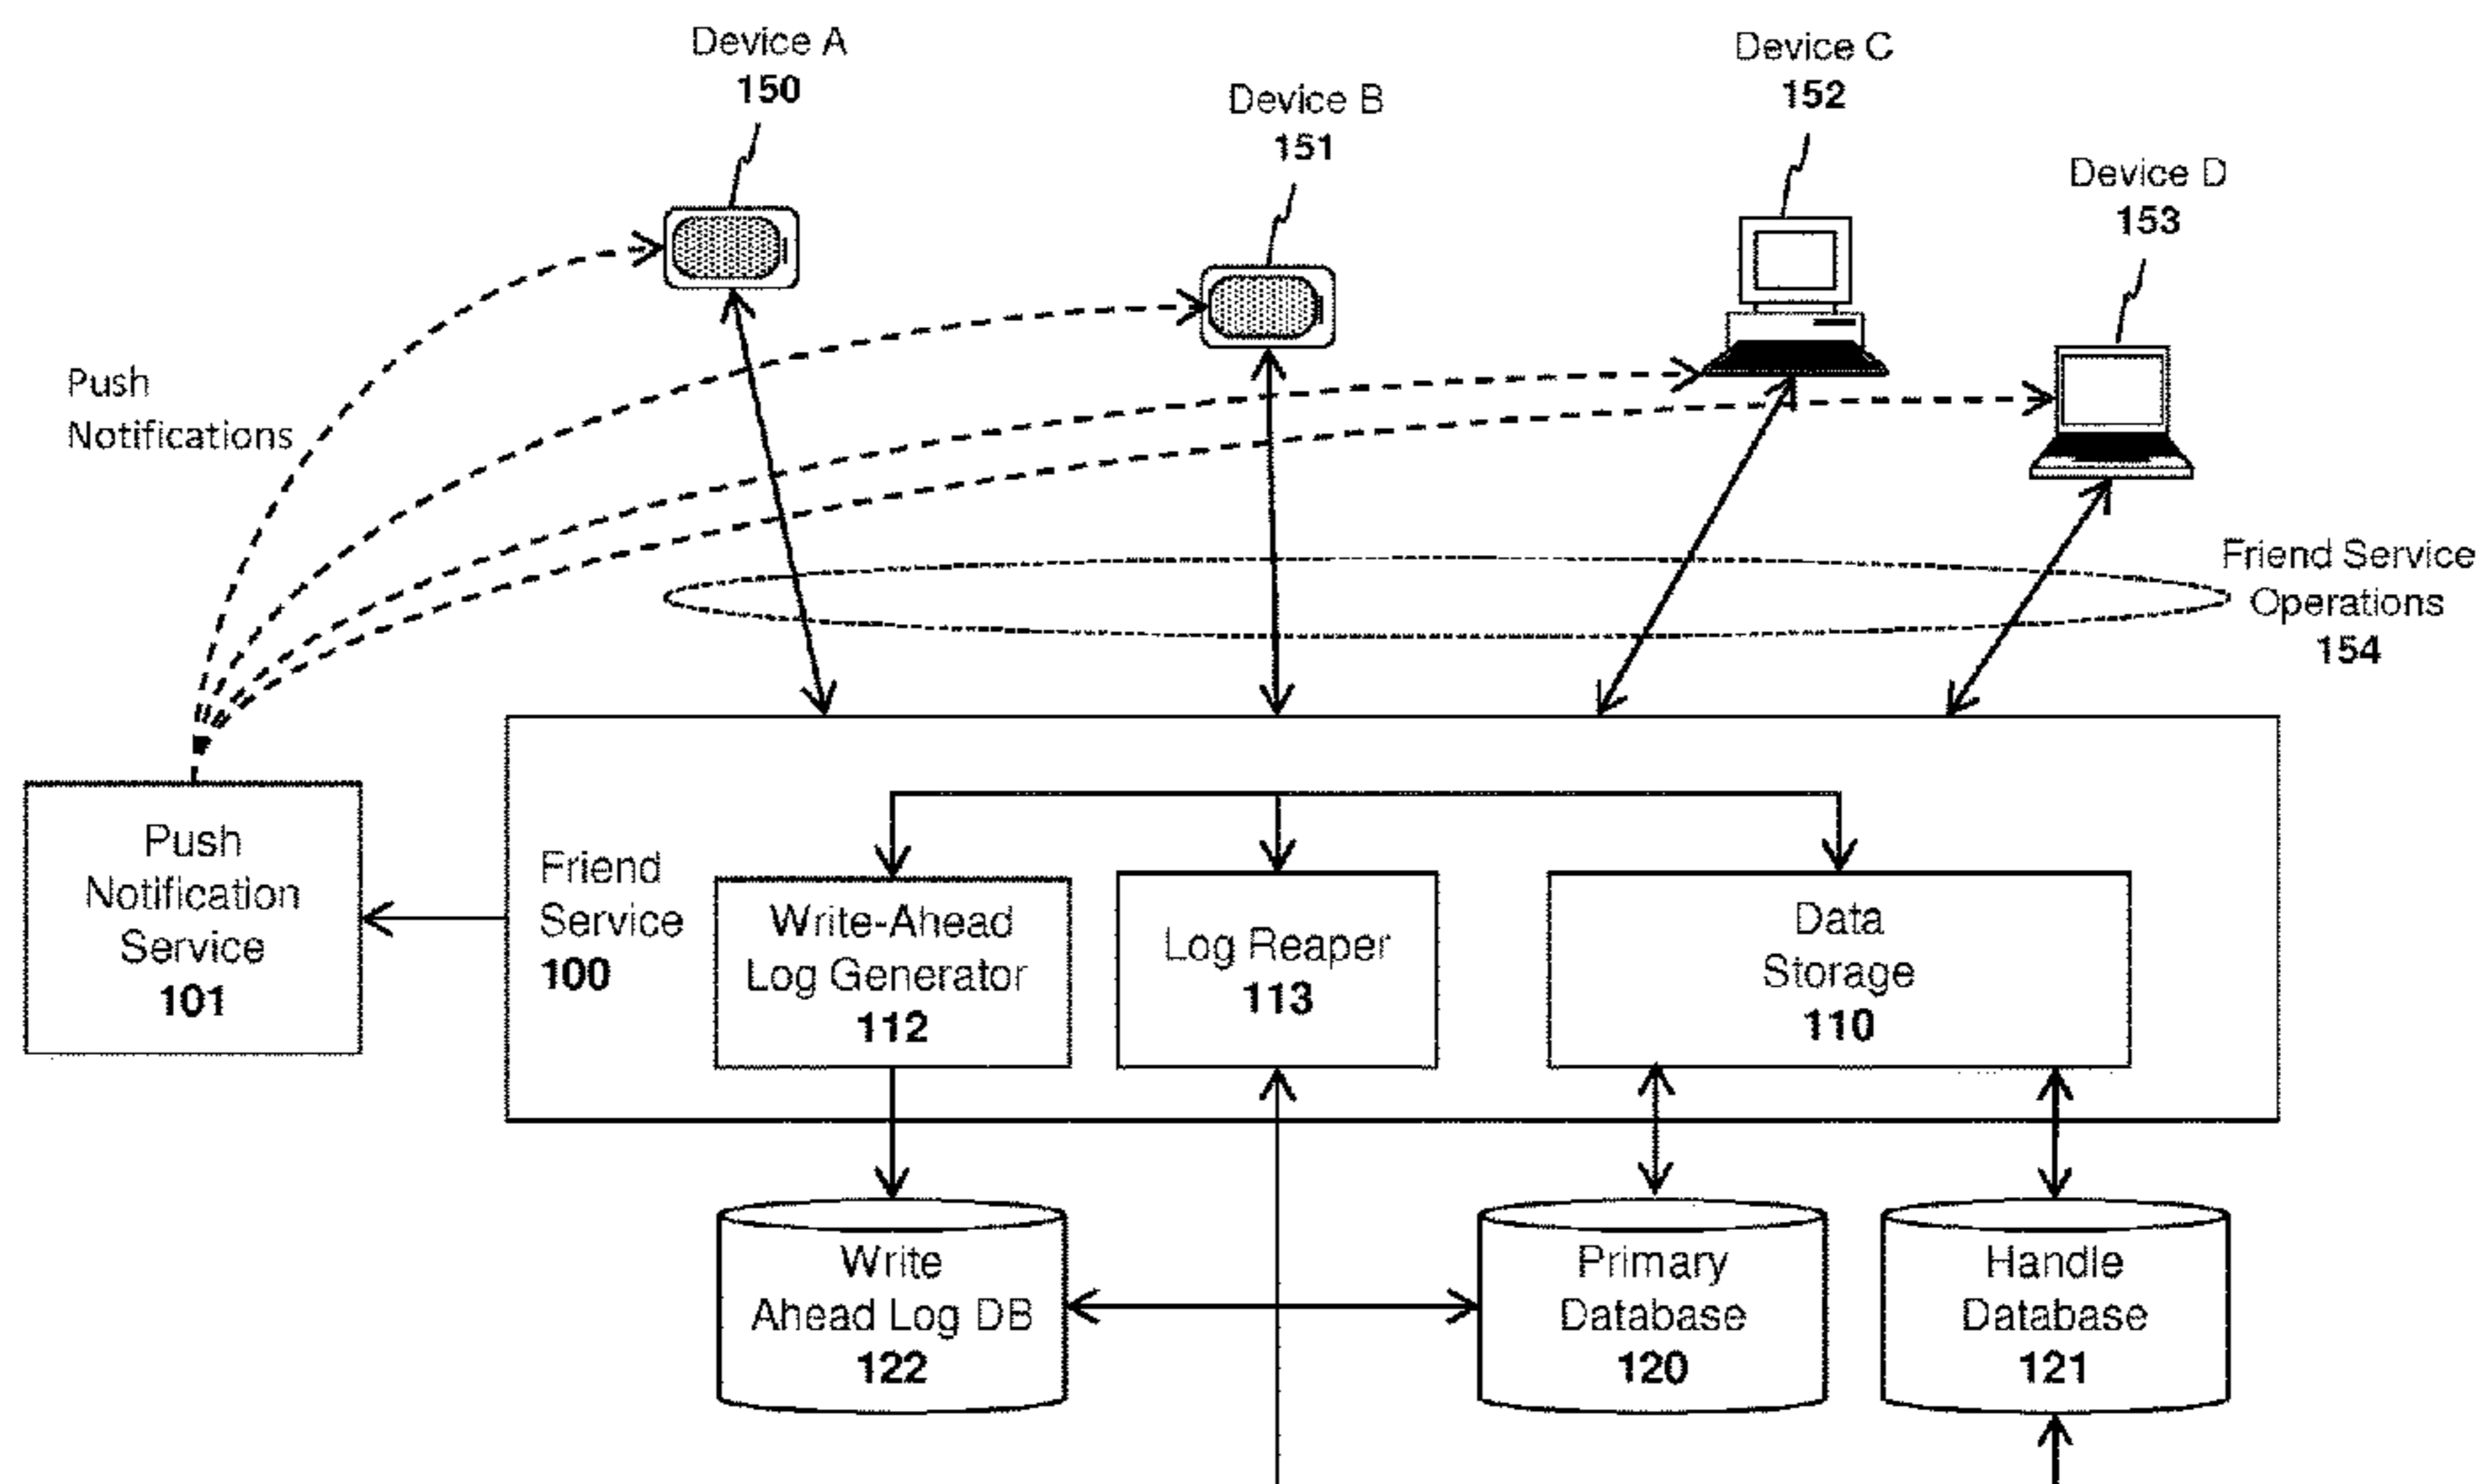 Device A
150
Device B
151
Device C
152
Device D
153
Push
Notifications
Friend Service
Operations
154
Push
Notification
Service
101
Friend
Service
100
Write-Ahead
Log Generator
112
Log Reaper
113
Data
Storage
110
Write
Ahead Log DB
122
Primary
Database
120
Handle
Database
121